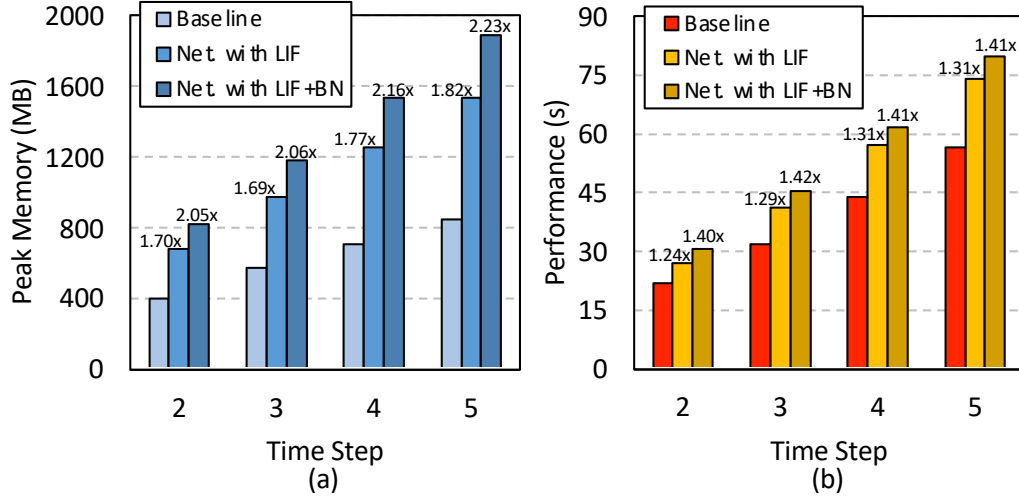 Peak Memory (MB)
2000
1600
1200
800
400
0
Baseline
Net. with LIF
Net. with LIF+BN
1.70x
2.05x
1.69x
2.06x
1.77x
2.16x
1.82x
2.23x
2 3 4 5
Time Step
(a)
Performance (s)
90
75
60
45
30
15
0
Baseline
Net. with LIF
Net. with LIF+BN
1.24x
1.40x
1.29x
1.42x
1.31x
1.41x
1.31x
1.41x
2 3 4 5
Time Step
(b)